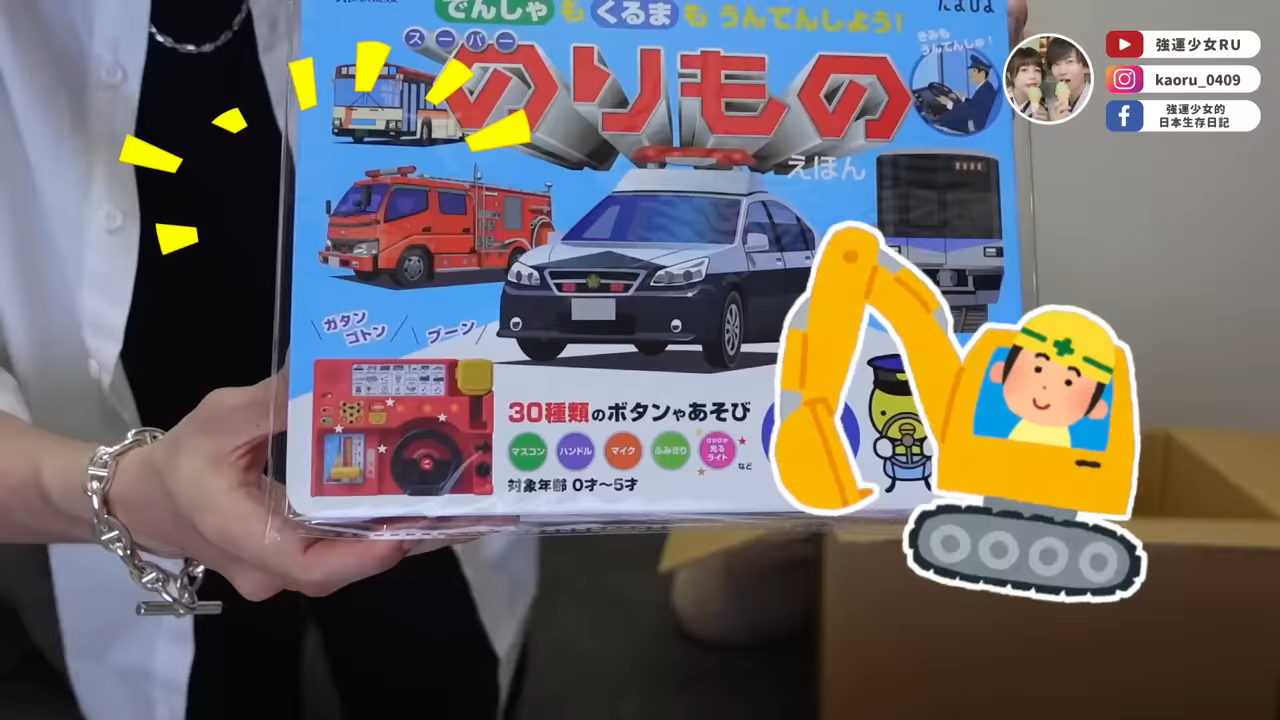 でんしゃもくるまもうんてんしよう!
たまひよ
スーパー
のりもの
えほん
きみも
うんてんしゅ!
ガタン
ゴトン
ブーン
30種類のボタンやあそび
マスコン
ハンドル
マイク
ふみきり
ぴかぴか
光る
ライト
など
対象年齢 0才〜5才
強運少女RU
kaoru_0409
強運少女的
日本生存日記